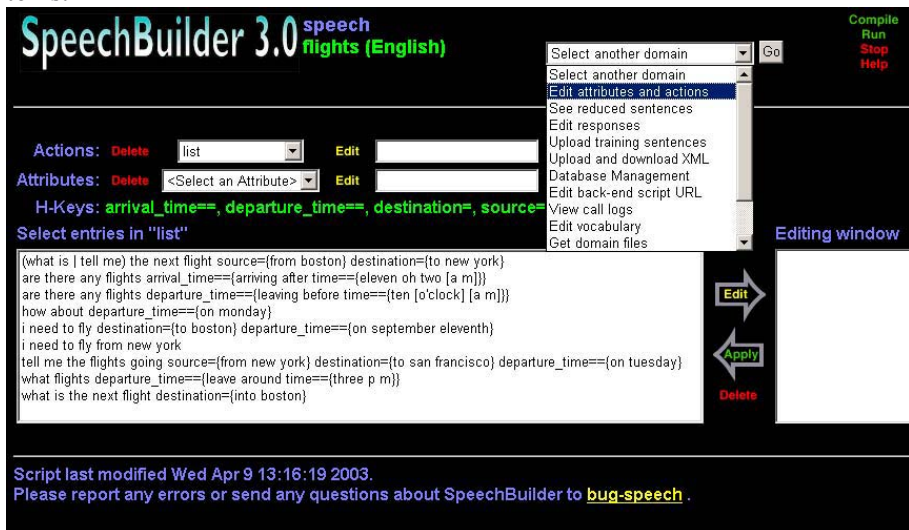 SpeechBuilder 3.0
speech
flights (English)
Compile
Run
Stop
Help
Select another domain
Go
Select another domain
Edit attributes and actions
See reduced sentences
Edit responses
Upload training sentences
Upload and download XML
Database Management
Edit back-end script URL
View call logs
Edit vocabulary
Get domain files
Actions: Delete list Edit
Attributes: Delete <Select an Attribute> Edit
H-Keys: arrival_time==, departure_time==, destination=, source=
Select entries in "list"
Editing window
(what is | tell me) the next flight source={from boston} destination={to new york}
are there any flights arrival_time=={arriving after time=={eleven oh two [a m]}}
are there any flights departure_time=={leaving before time=={ten [o'clock] [a m]}}
how about departure_time=={on monday}
i need to fly destination={to boston} departure_time=={on september eleventh}
i need to fly from new york
tell me the flights going source={from new york} destination={to san francisco} departure_time=={on tuesday}
what flights departure_time=={leave around time=={three p m}}
what is the next flight destination={into boston}
Edit
Apply
Delete
Script last modified Wed Apr 9 13:16:19 2003.
Please report any errors or send any questions about SpeechBuilder to bug-speech .